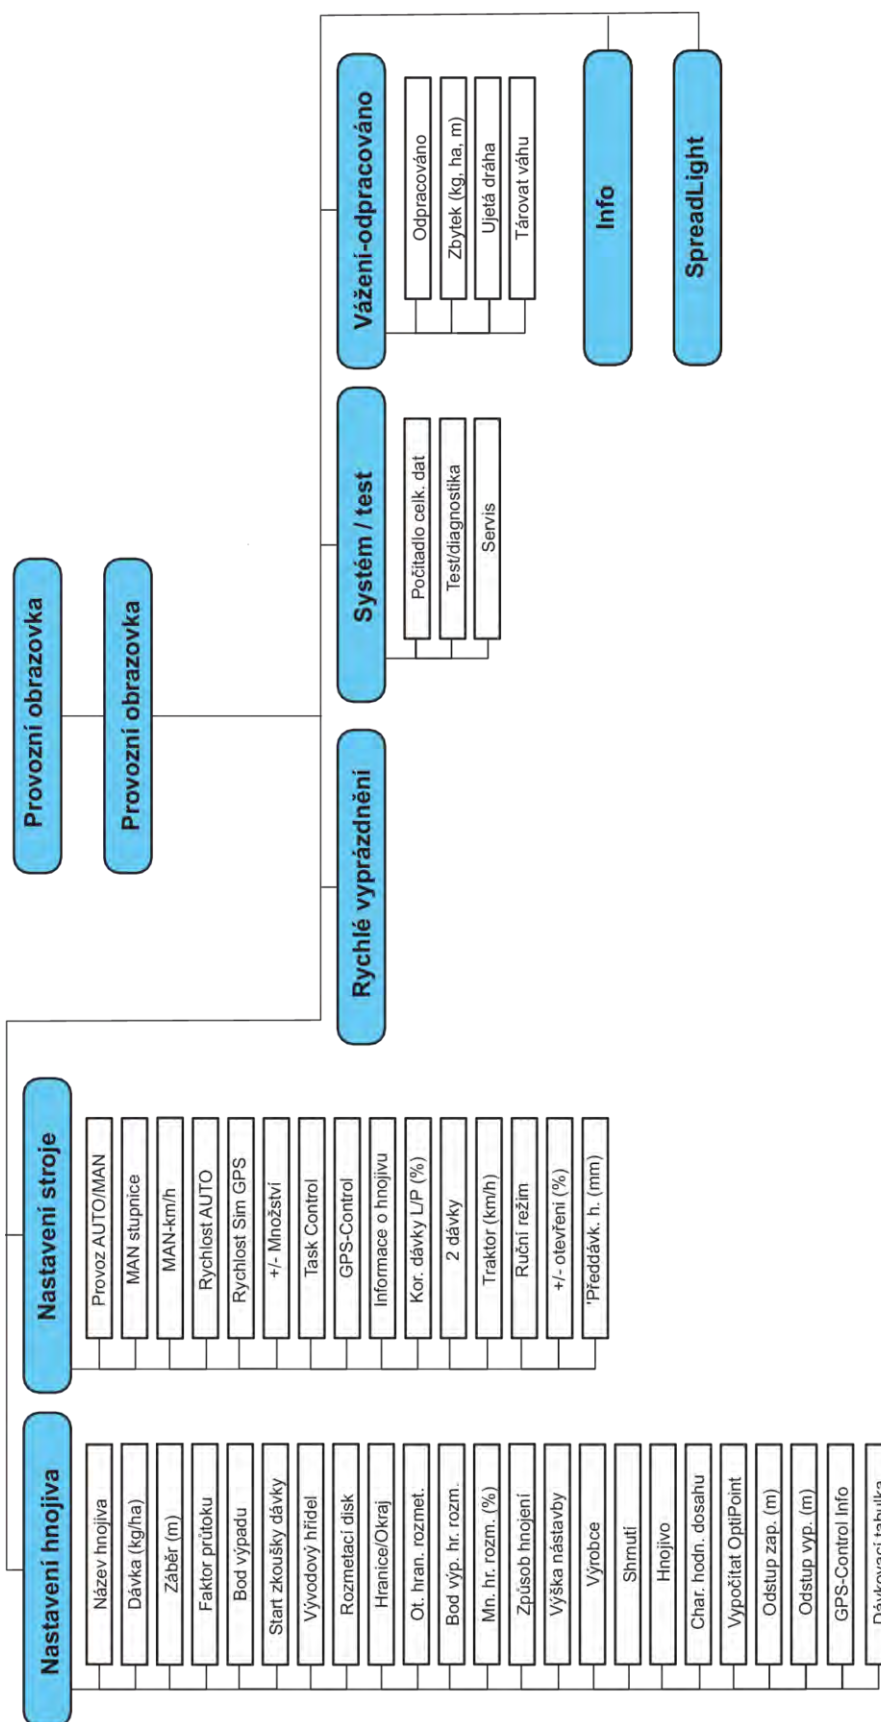 Provozní obrazovka
Provozní obrazovka
Nastavení hnojiva
Název hnojiva
Dávka (kg/ha)
Záběr (m)
Faktor průtoku
Bod výpadu
Start zkoušky dávky
Vývodový hřídel
Rozmetací disk
Hranice/Okraj
Ot. hran. rozmet.
Bod výp. hr. rozm.
Mn. hr. rozm. (%)
Způsob hnojení
Výška nástavby
Výrobce
Shrnutí
Hnojivo
Char. hodn. dosahu
Vypočítat OptiPoint
Odstup zap. (m)
Odstup vyp. (m)
GPS-Control Info
Dávkovací tabulka
Nastavení stroje
Provoz AUTO/MAN
MAN stupnice
MAN-km/h
Rychlost AUTO
Rychlost Sim GPS
+/- Množství
Task Control
GPS-Control
Informace o hnojivu
Kor. dávky L/P (%)
2 dávky
Traktor (km/h)
Ruční režim
+/- otevření (%)
'Předdávk. h. (mm)
Rychlé vyprázdnění
Systém / test
Počítadlo celk. dat
Test/diagnostika
Servis
Vážení-odpracováno
Odpracováno
Zbytek (kg, ha, m)
Ujetá dráha
Tárovat váhu
Info
SpreadLight